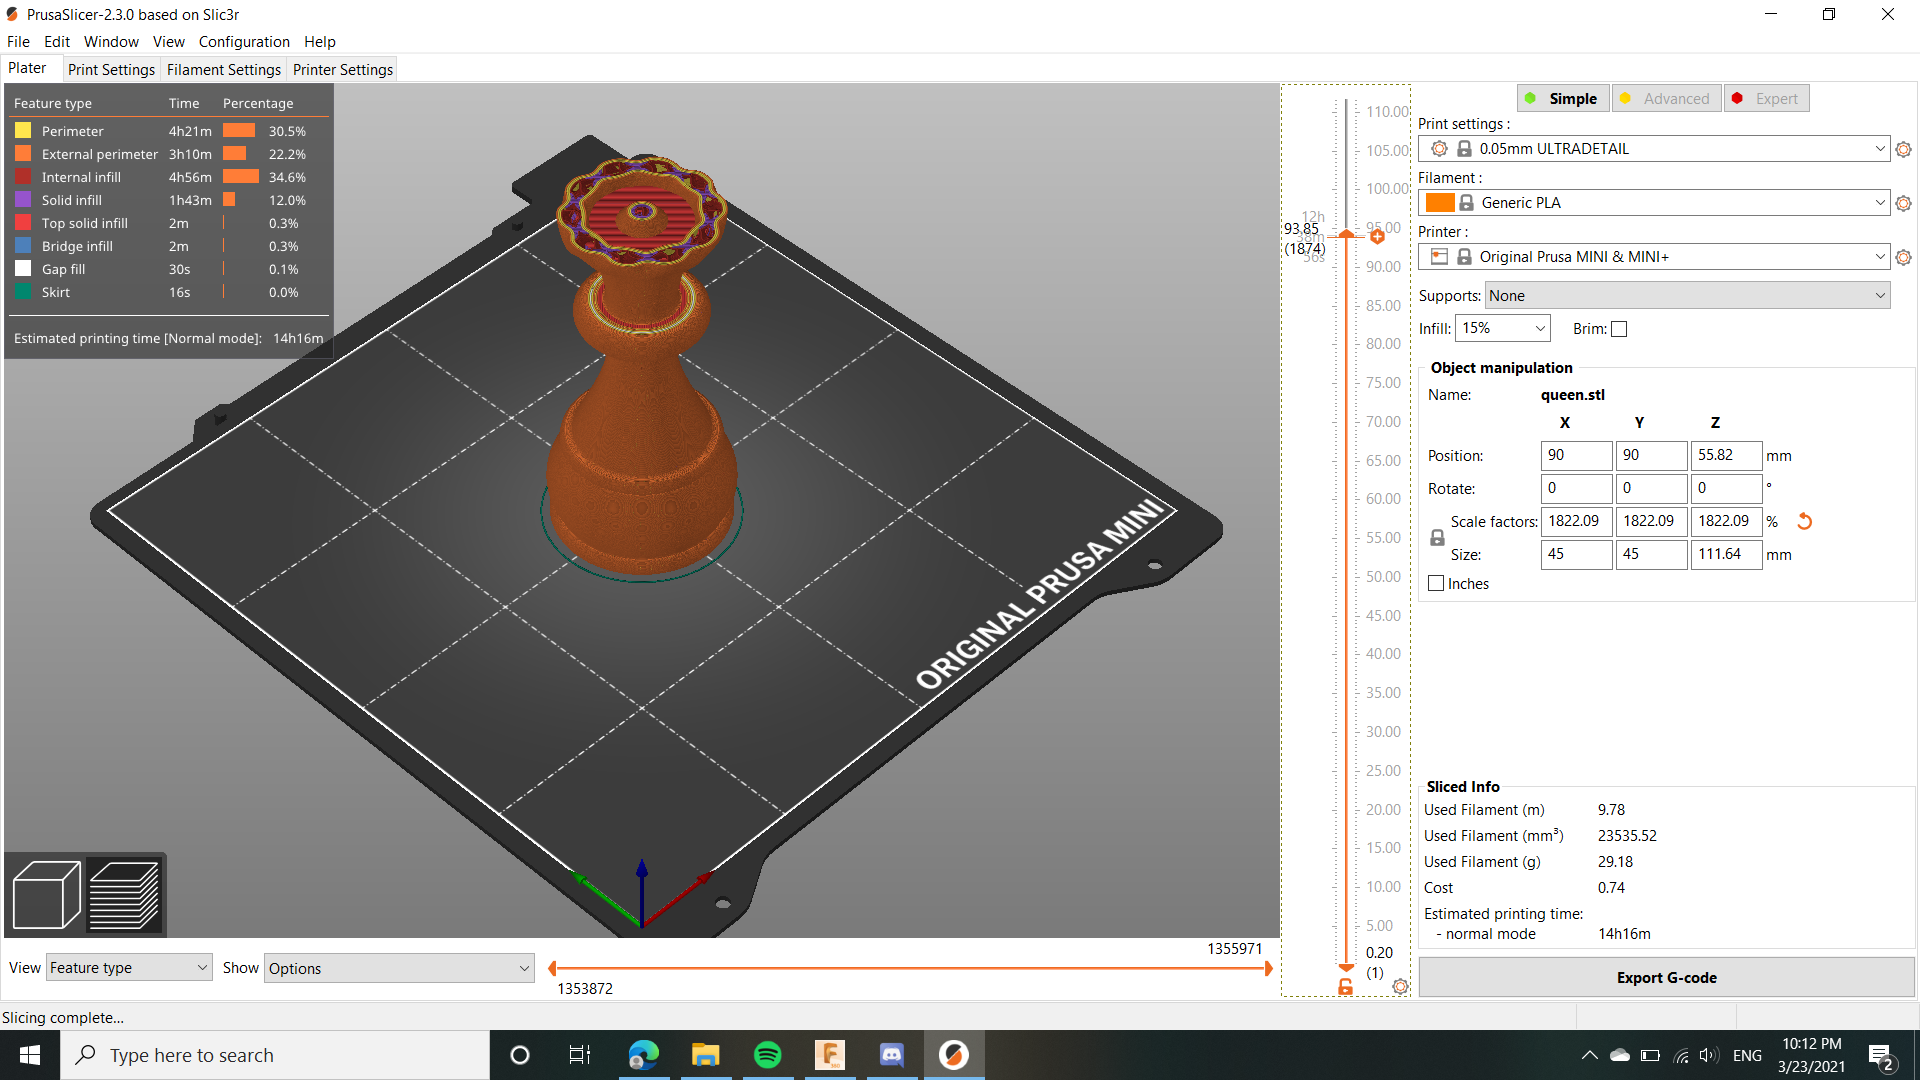 PrusaSlicer-2.3.0 based on Slic3r
File Edit Window View Configuration Help
Plater Print Settings Filament Settings Printer Settings
Feature type Time Percentage
Perimeter 4h21m 30.5%
External perimeter 3h10m 22.2%
Internal infill 4h56m 34.6%
Solid infill 1h43m 12.0%
Top solid infill 2m 0.3%
Bridge infill 2m 0.3%
Gap fill 30s 0.1%
Skirt 16s 0.0%
Estimated printing time [Normal mode]: 14h16m
ORIGINAL PRUSA MINI
110.00
105.00
100.00
12h
93.85 95.00
38m
(1874)
56s
90.00
85.00
80.00
75.00
70.00
65.00
60.00
55.00
50.00
45.00
40.00
35.00
30.00
25.00
20.00
15.00
10.00
5.00
0.20
(1)
Simple Advanced Expert
Print settings :
0.05mm ULTRADETAIL
Filament :
Generic PLA
Printer :
Original Prusa MINI & MINI+
Supports: None
Infill: 15% Brim:
Object manipulation
Name: queen.stl
X Y Z
Position: 90 90 55.82 mm
Rotate: 0 0 0 °
Scale factors: 1822.09 1822.09 1822.09 %
Size: 45 45 111.64 mm
Inches
Sliced Info
Used Filament (m) 9.78
Used Filament (mm³) 23535.52
Used Filament (g) 29.18
Cost 0.74
Estimated printing time:
- normal mode 14h16m
Export G-code
View Feature type Show Options
1355971
1353872
Slicing complete...
Type here to search
F
ENG
10:12 PM
3/23/2021
2